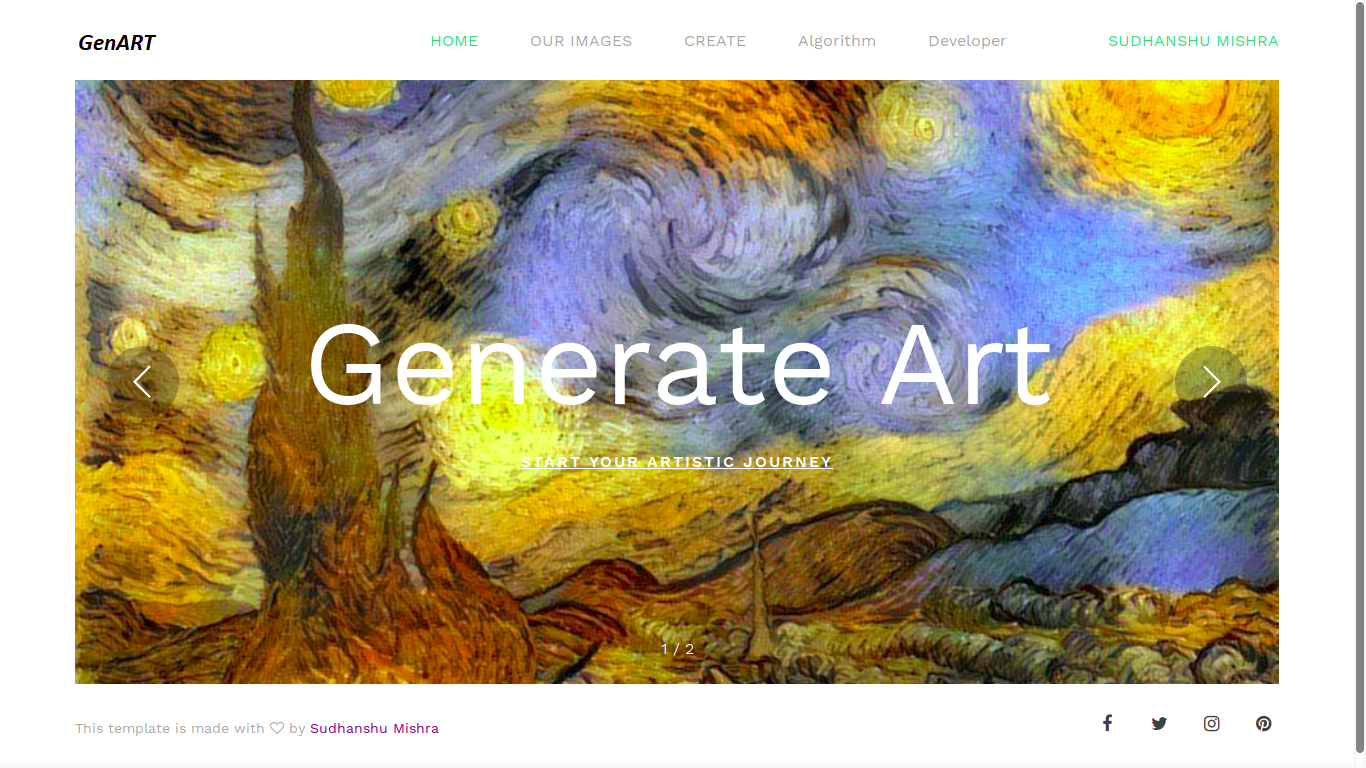 GenART
HOME OUR IMAGES CREATE Algorithm Developer SUDHANSHU MISHRA
Generate Art
START YOUR ARTISTIC JOURNEY
1 / 2
This template is made with ♡ by Sudhanshu Mishra